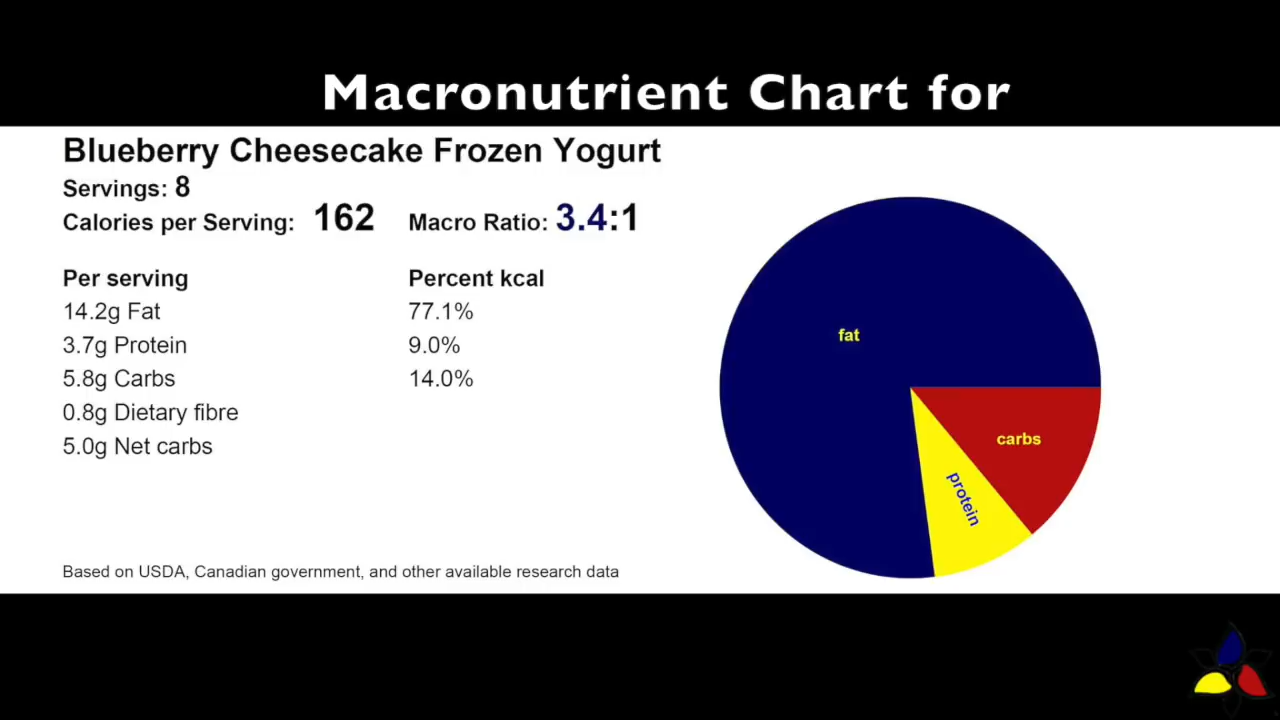 Macronutrient Chart for
Blueberry Cheesecake Frozen Yogurt
Servings: 8
Calories per Serving: 162 Macro Ratio: 3.4:1
Per serving Percent kcal
14.2g Fat 77.1%
3.7g Protein 9.0%
5.8g Carbs 14.0%
0.8g Dietary fibre
5.0g Net carbs
fat
carbs
protein
Based on USDA, Canadian government, and other available research data